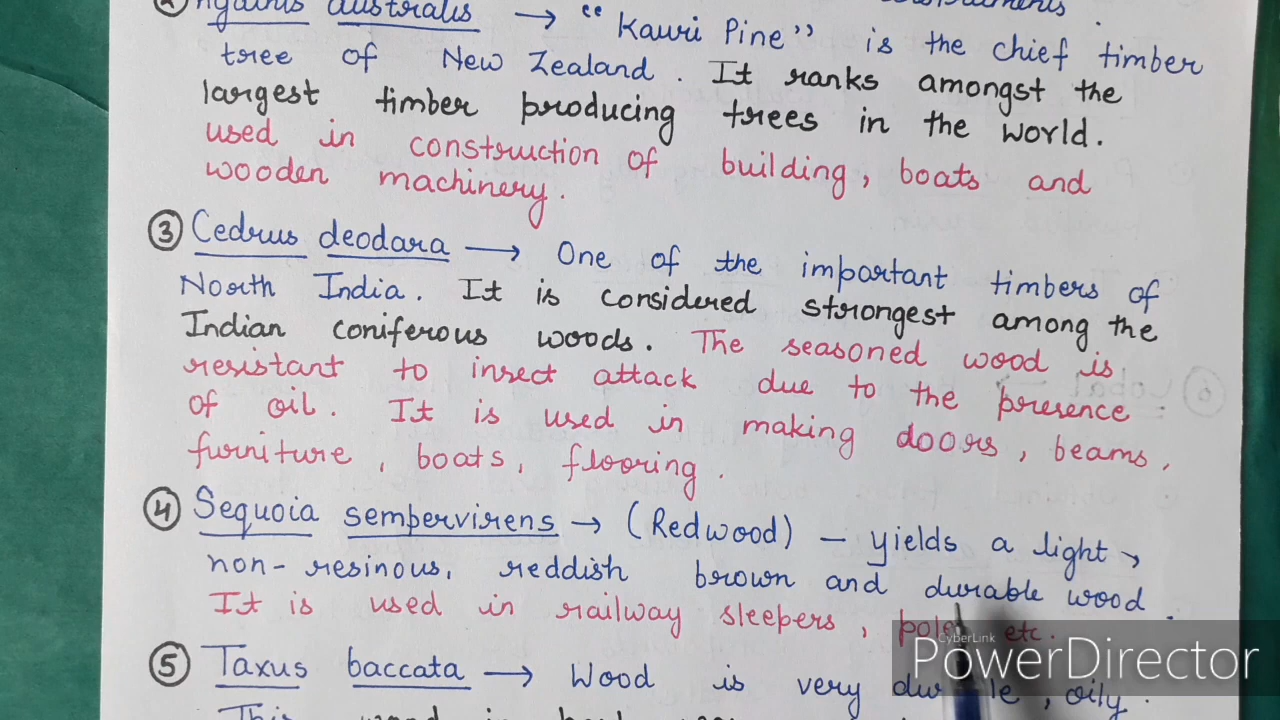 ② Agathis australis → "Kauri Pine" is the chief timber
tree of New Zealand. It ranks amongst the
largest timber producing trees in the world.
used in construction of building, boats and
wooden machinery.
③ Cedrus deodara → One of the important timbers of
North India. It is considered strongest among the
Indian coniferous woods. The seasoned wood is
resistant to insect attack due to the presence
of oil. It is used in making doors, beams,
furniture, boats, flooring.
④ Sequoia sempervirens → (Redwood) – yields a light,
non-resinous, reddish brown and durable wood.
It is used in railway sleepers, poles etc.
⑤ Taxus baccata → Wood is very durable, oily.
This wood is
CyberLink
PowerDirector